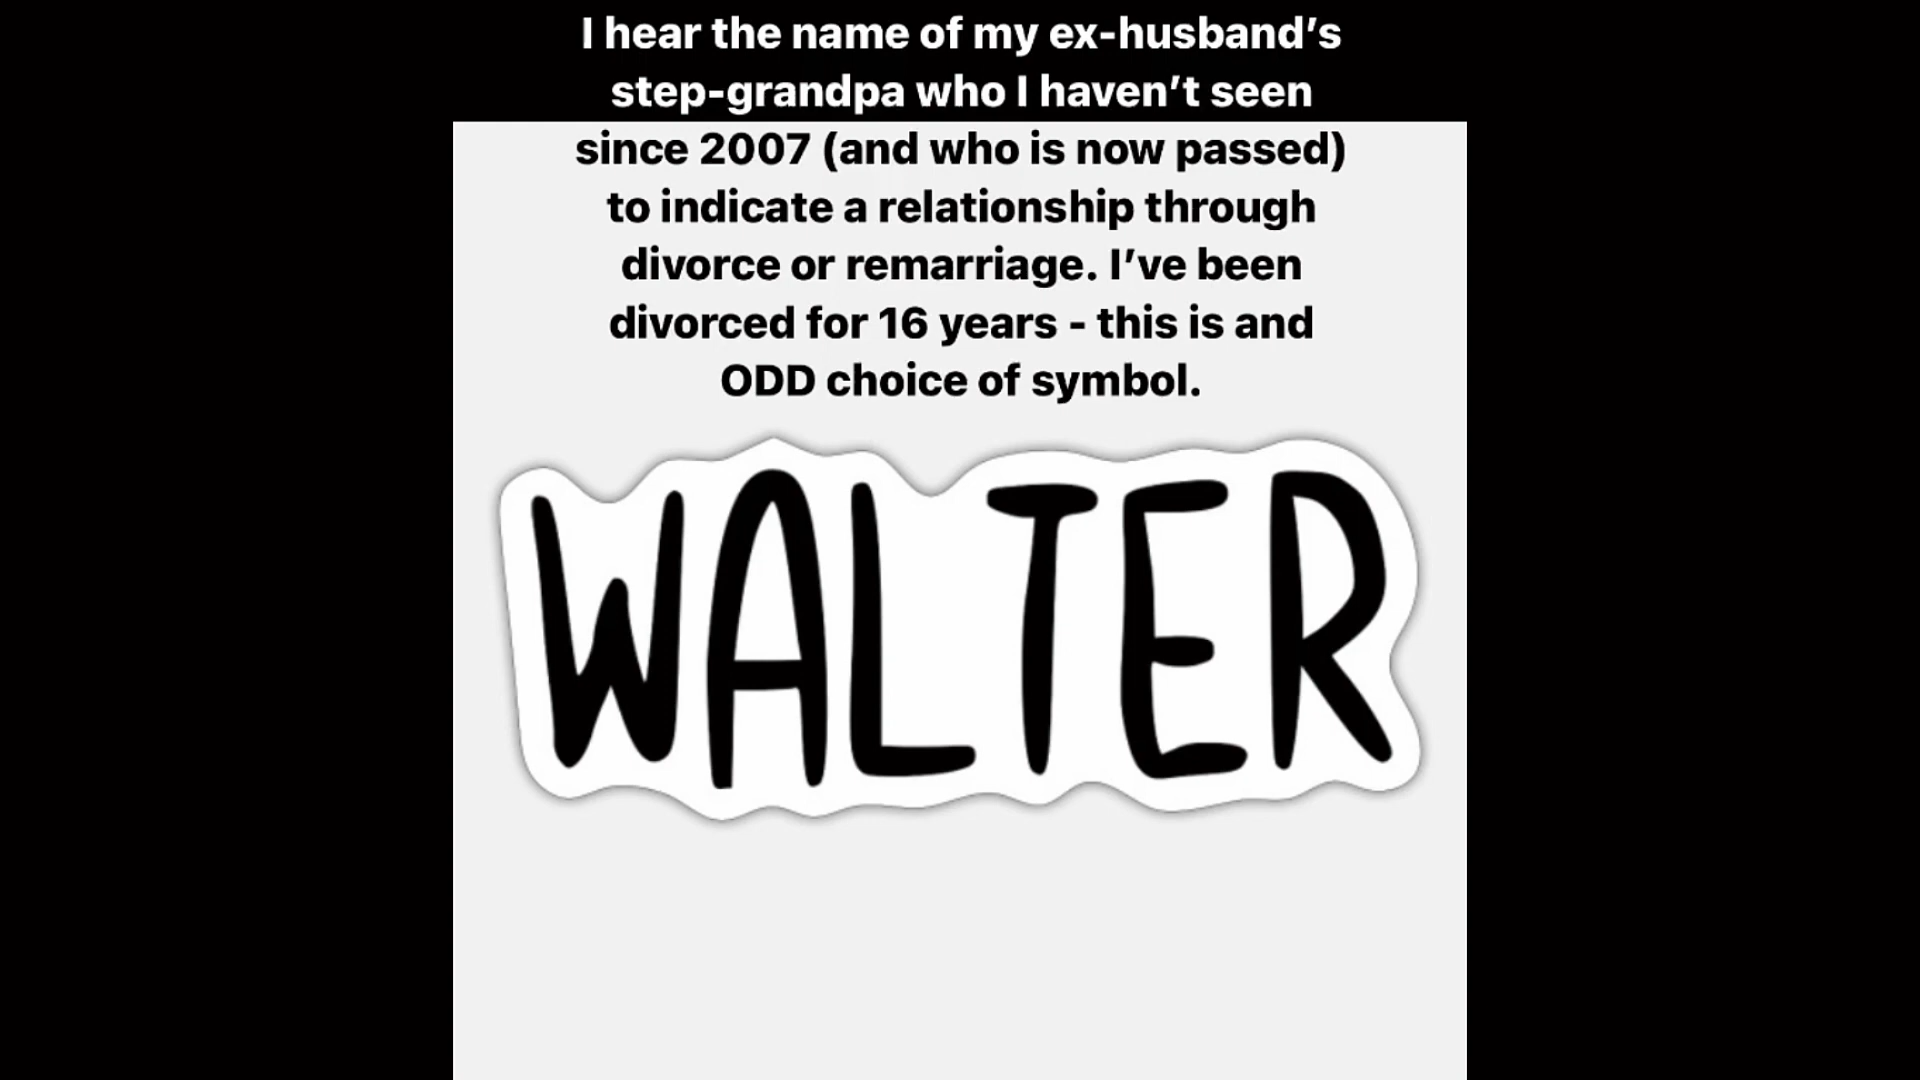 I hear the name of my ex-husband’s
step-grandpa who I haven’t seen
since 2007 (and who is now passed)
to indicate a relationship through
divorce or remarriage. I’ve been
divorced for 16 years - this is and
ODD choice of symbol.
WALTER